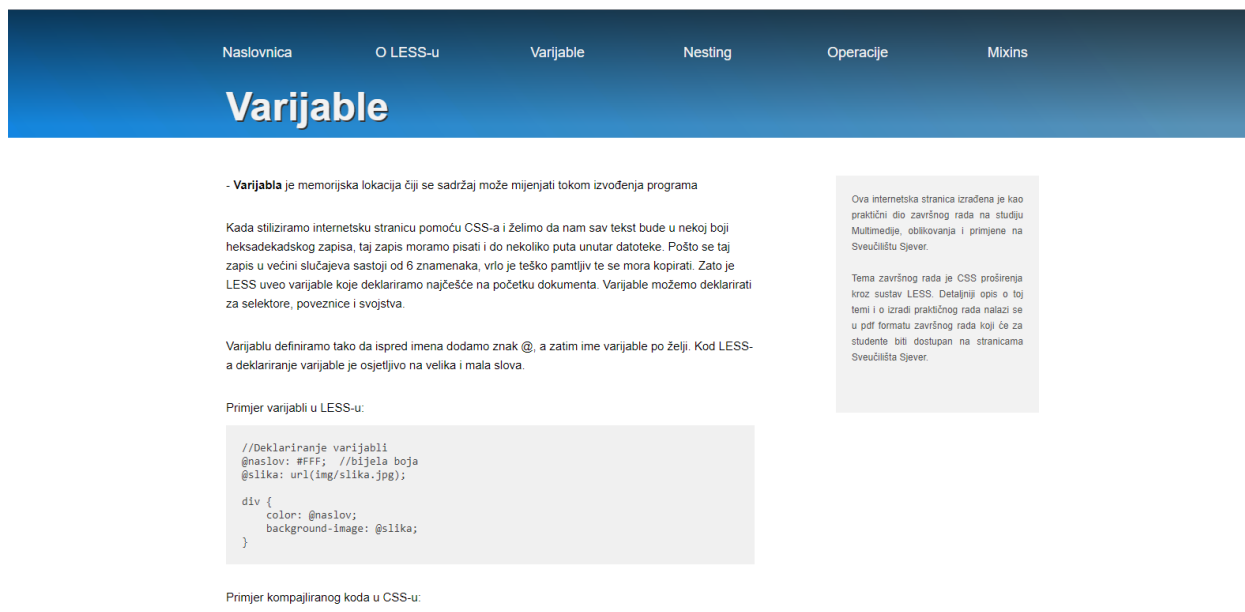 Naslovnica O LESS-u Varijable Nesting Operacije Mixins
Varijable
- Varijabla je memorijska lokacija čiji se sadržaj može mijenjati tokom izvođenja programa
Kada stiliziramo internetsku stranicu pomoću CSS-a i želimo da nam sav tekst bude u nekoj boji
heksadekadskog zapisa, taj zapis moramo pisati i do nekoliko puta unutar datoteke. Pošto se taj
zapis u većini slučajeva sastoji od 6 znamenaka, vrlo je teško pamtljiv te se mora kopirati. Zato je
LESS uveo varijable koje deklariramo najčešće na početku dokumenta. Varijable možemo deklarirati
za selektore, poveznice i svojstva.
Varijablu definiramo tako da ispred imena dodamo znak @, a zatim ime varijable po želji. Kod LESS-
a deklariranje varijable je osjetljivo na velika i mala slova.
Primjer varijabli u LESS-u:
//Deklariranje varijabli
@naslov: #FFF;  //bijela boja
@slika: url(img/slika.jpg);
div {
    color: @naslov;
    background-image: @slika;
}
Primjer kompajliranog koda u CSS-u:
Ova internetska stranica izrađena je kao
praktični dio završnog rada na studiju
Multimedije, oblikovanja i primjene na
Sveučilištu Sjever.
Tema završnog rada je CSS proširenja
kroz sustav LESS. Detaljniji opis o toj
temi i o izradi praktičnog rada nalazi se
u pdf formatu završnog rada koji će za
studente biti dostupan na stranicama
Sveučilišta Sjever.